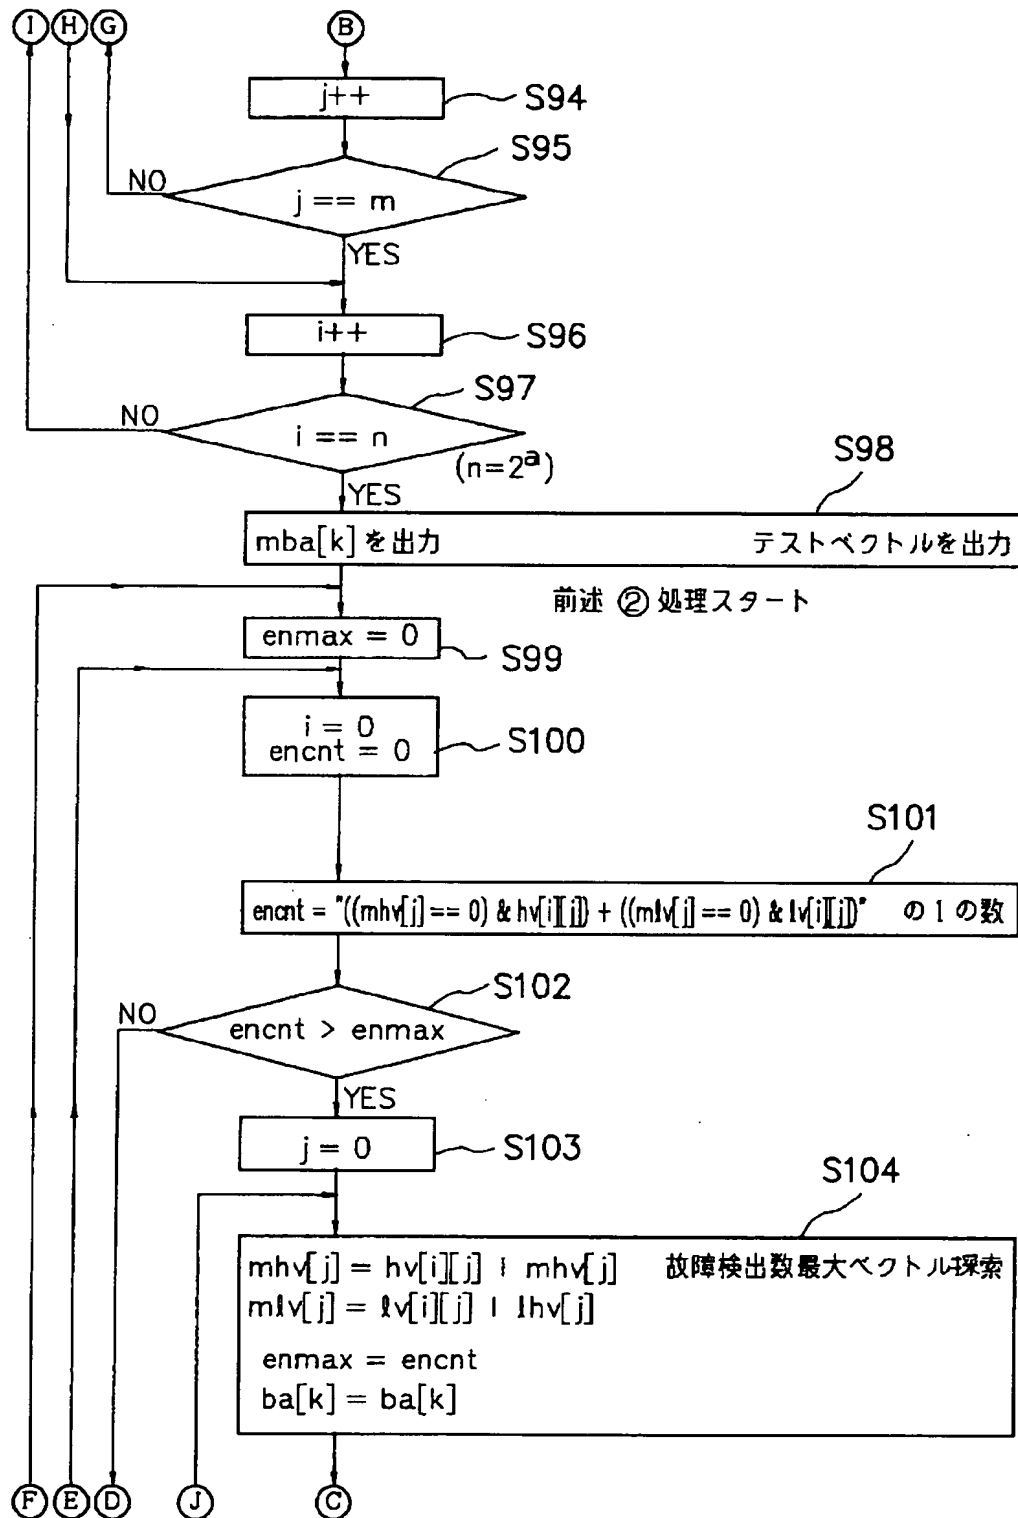 I H G B
j++
S94
S95
NO
j == m
YES
i++
S96
S97
NO
i == n
(n=2^a)
YES
S98
mba[k] を出力 テストベクトルを出力
前述 ② 処理スタート
enmax = 0
S99
i = 0
encnt = 0
S100
S101
encnt = "((mhv[j] == 0) & hv[i][j]) + ((mlv[j] == 0) & lv[i][j])" の 1 の数
S102
NO
encnt > enmax
YES
j = 0
S103
S104
mhv[j] = hv[i][j] | mhv[j] 故障検出数最大ベクトル探索
mlv[j] = lv[i][j] | lhv[j]
enmax = encnt
ba[k] = ba[k]
F E D J C